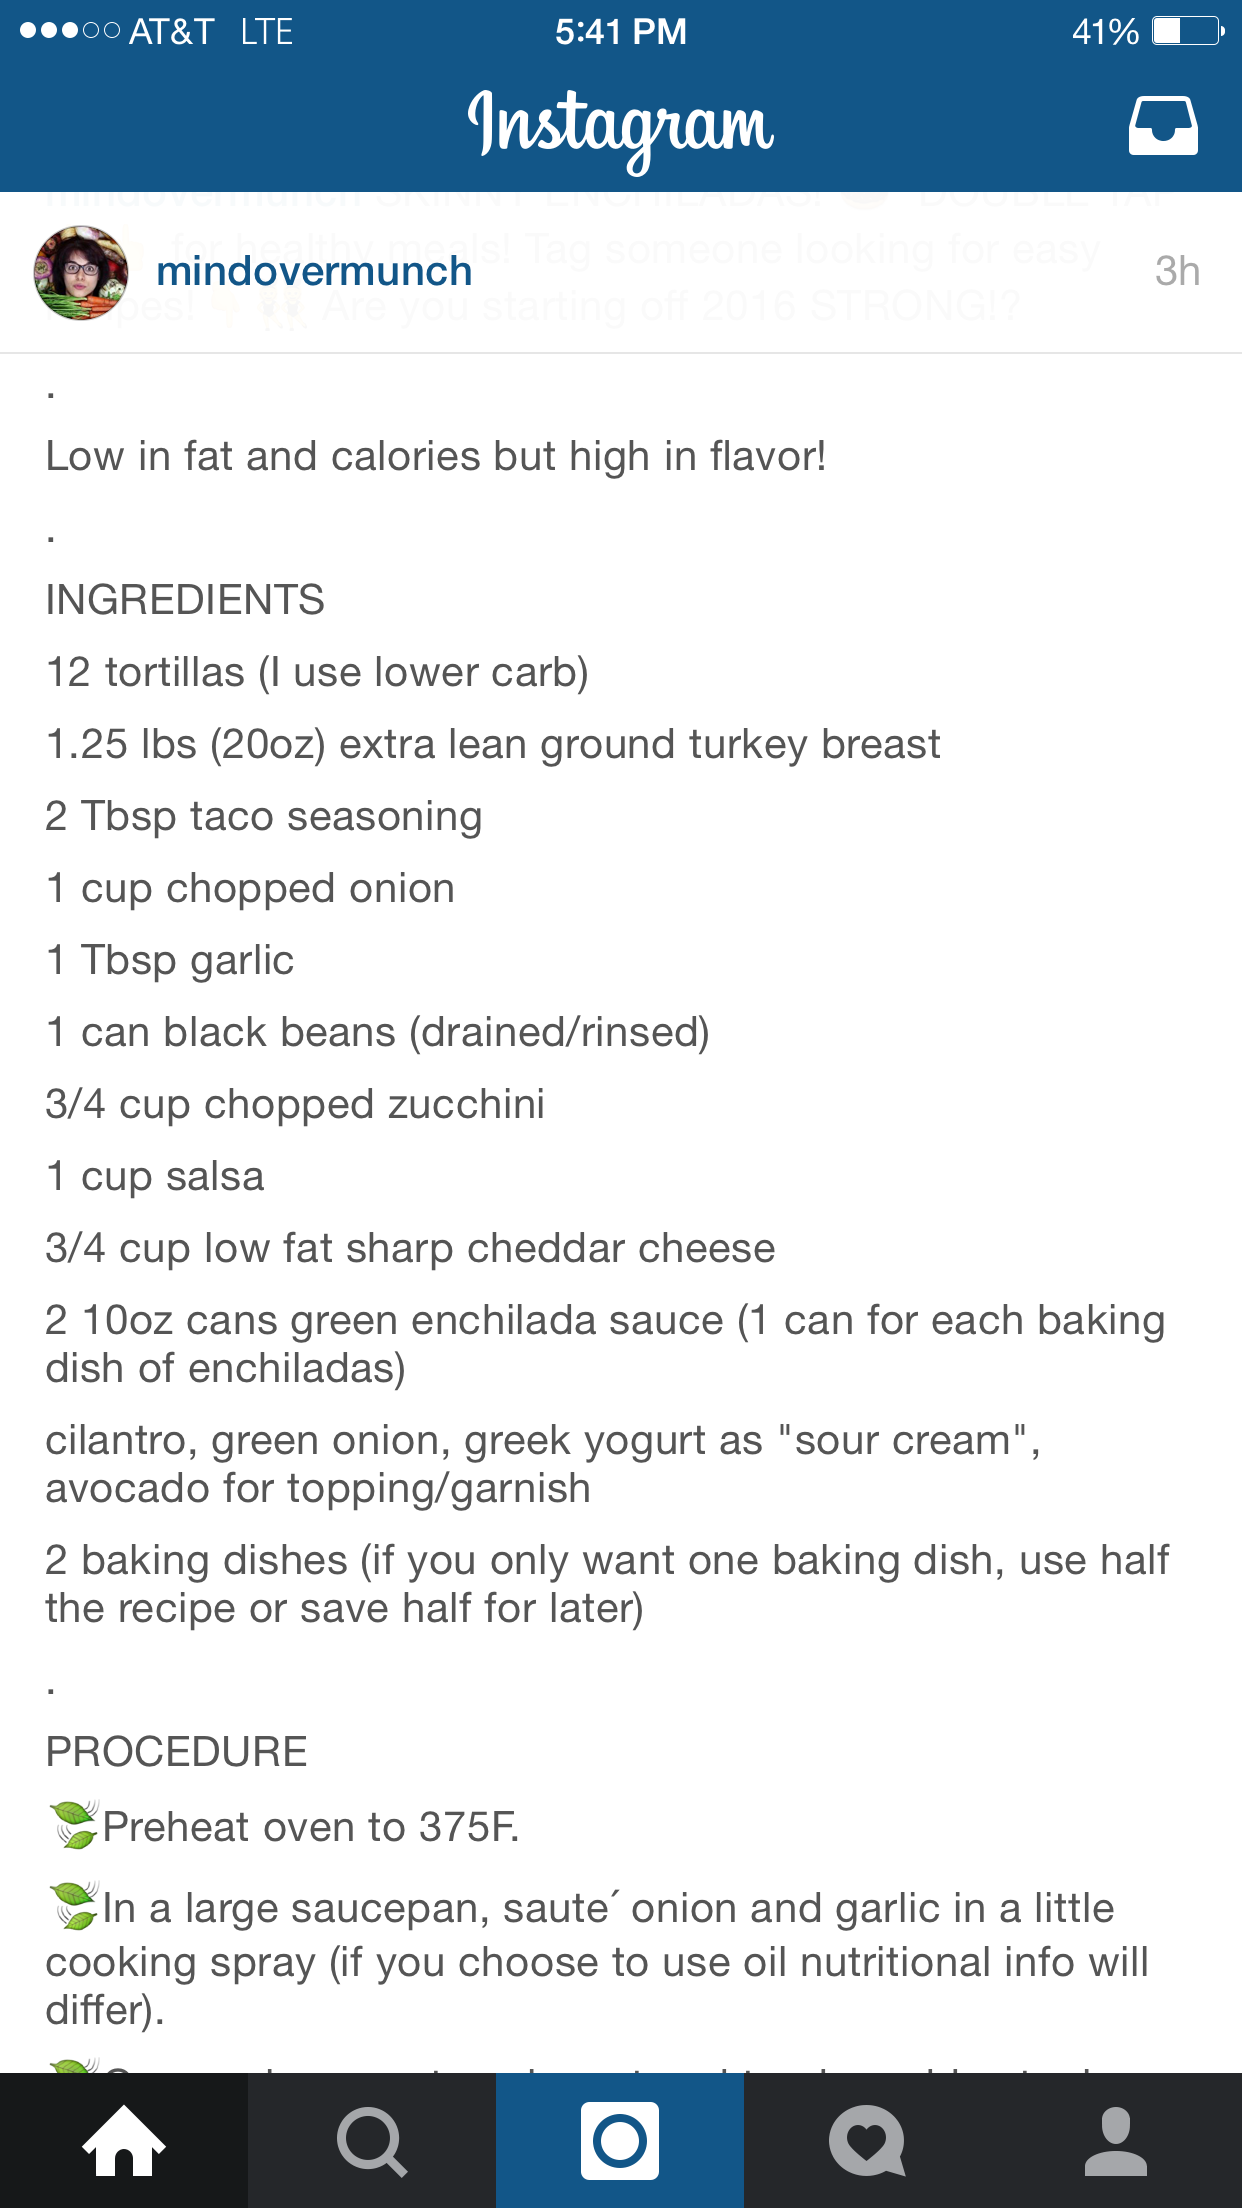 AT&T LTE 5:41 PM 41%
Instagram
mindovermunch SKINNY ENCHILADAS! DOUBLE TAP
for healthy meals! Tag someone looking for easy
mindovermunch 3h
pes! Are you starting off 2016 STRONG!?
.
Low in fat and calories but high in flavor!
.
INGREDIENTS
12 tortillas (I use lower carb)
1.25 lbs (20oz) extra lean ground turkey breast
2 Tbsp taco seasoning
1 cup chopped onion
1 Tbsp garlic
1 can black beans (drained/rinsed)
3/4 cup chopped zucchini
1 cup salsa
3/4 cup low fat sharp cheddar cheese
2 10oz cans green enchilada sauce (1 can for each baking
dish of enchiladas)
cilantro, green onion, greek yogurt as "sour cream",
avocado for topping/garnish
2 baking dishes (if you only want one baking dish, use half
the recipe or save half for later)
.
PROCEDURE
🍃Preheat oven to 375F.
🍃In a large saucepan, saute´ onion and garlic in a little
cooking spray (if you choose to use oil nutritional info will
differ).